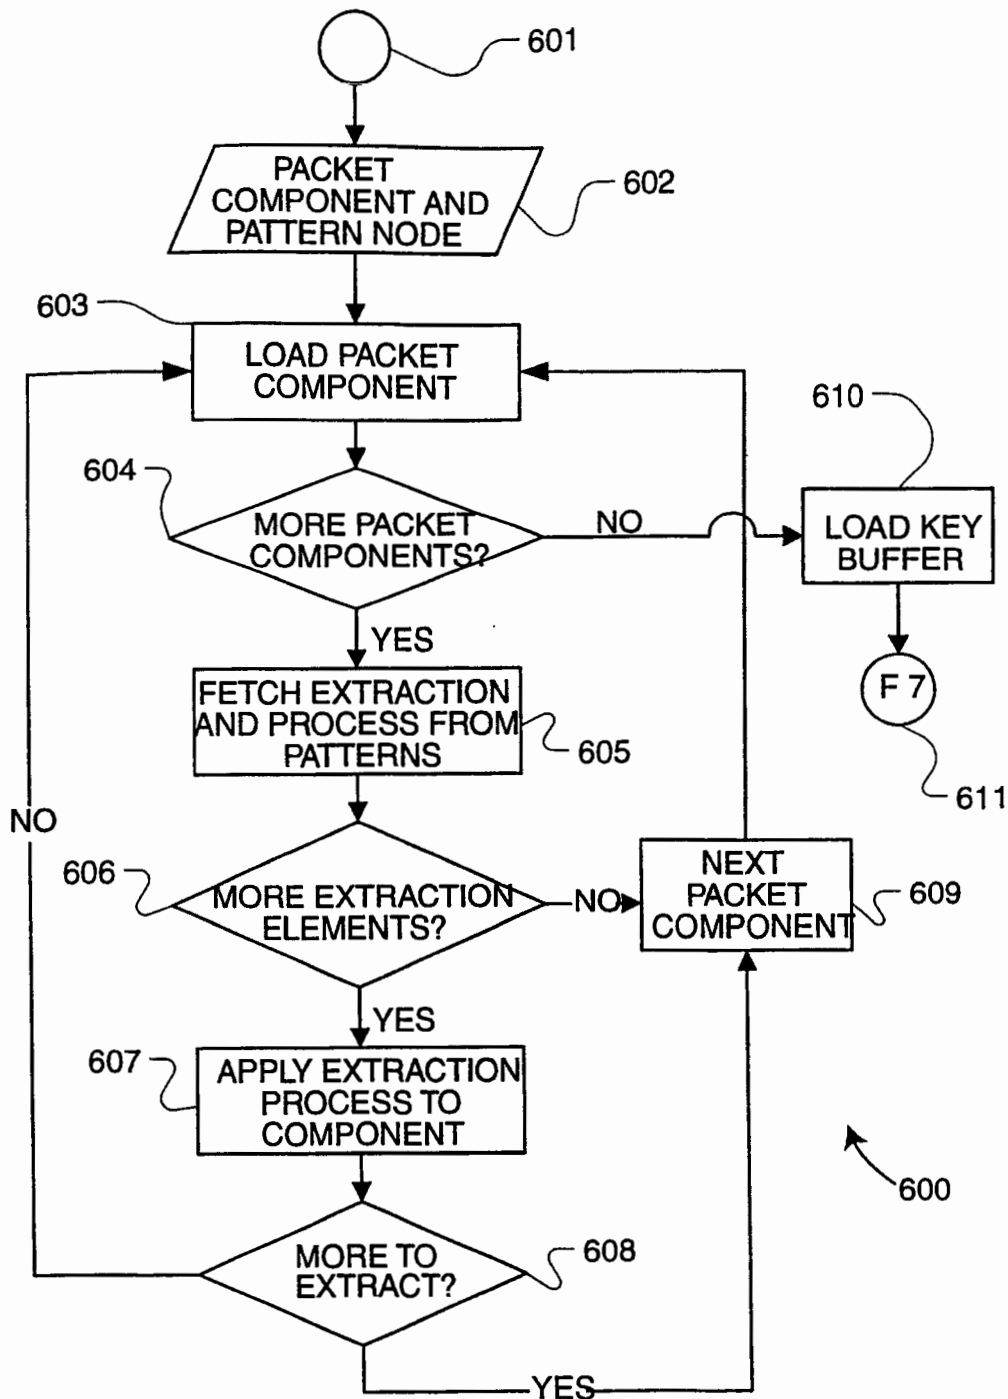 601
PACKET
COMPONENT AND
PATTERN NODE
602
603
LOAD PACKET
COMPONENT
610
604
MORE PACKET
COMPONENTS?
NO
LOAD KEY
BUFFER
YES
F 7
FETCH EXTRACTION
AND PROCESS FROM
PATTERNS
605
611
NO
606
MORE EXTRACTION
ELEMENTS?
NO
NEXT
PACKET
COMPONENT
609
YES
607
APPLY EXTRACTION
PROCESS TO
COMPONENT
600
MORE TO
EXTRACT?
608
YES